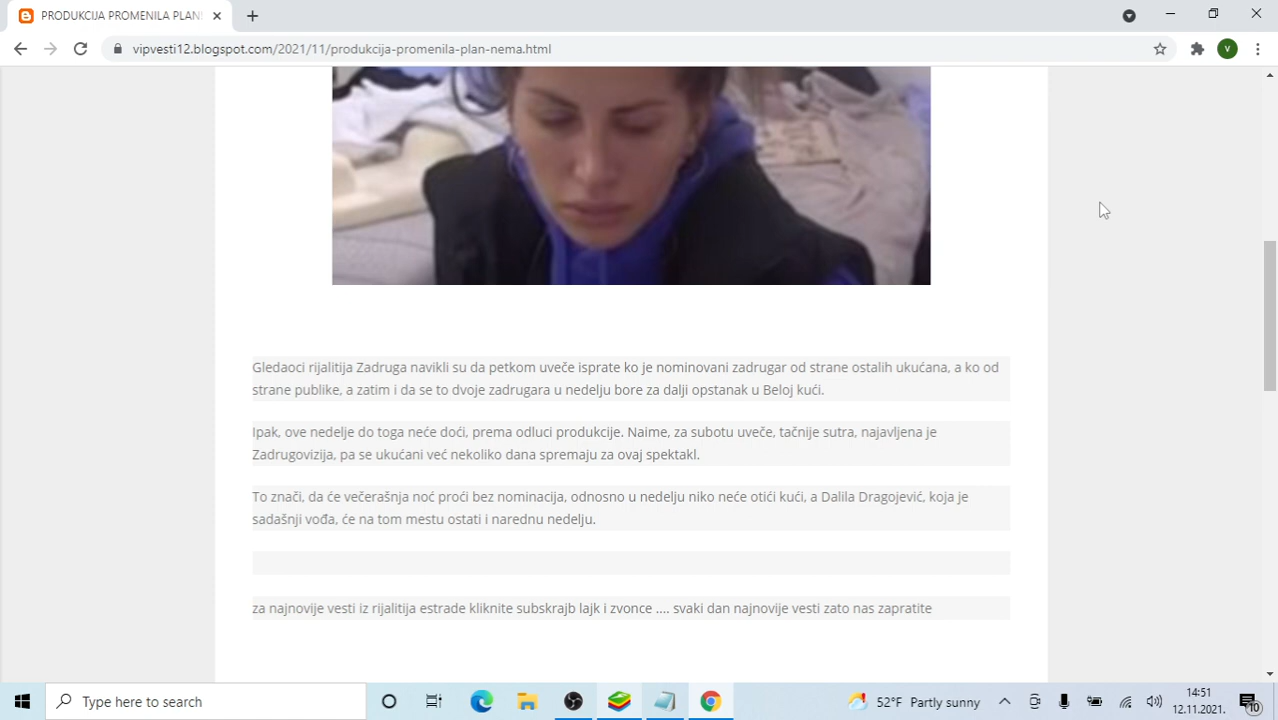 PRODUKCIJA PROMENILA PLAN
vipvesti12.blogspot.com/2021/11/produkcija-promenila-plan-nema.html
V
Gledaoci rijalitija Zadruga navikli su da petkom uveče isprate ko je nominovani zadrugar od strane ostalih ukućana, a ko od
strane publike, a zatim i da se to dvoje zadrugara u nedelju bore za dalji opstanak u Beloj kući.
Ipak, ove nedelje do toga neće doći, prema odluci produkcije. Naime, za subotu uveče, tačnije sutra, najavljena je
Zadrugovizija, pa se ukućani već nekoliko dana spremaju za ovaj spektakl.
To znači, da će večerašnja noć proći bez nominacija, odnosno u nedelju niko neće otići kući, a Dalila Dragojević, koja je
sadašnji vođa, će na tom mestu ostati i narednu nedelju.
za najnovije vesti iz rijalitija estrade kliknite subskrajb lajk i zvonce .... svaki dan najnovije vesti zato nas zapratite
Type here to search
52°F Partly sunny
14:51
12.11.2021.
10